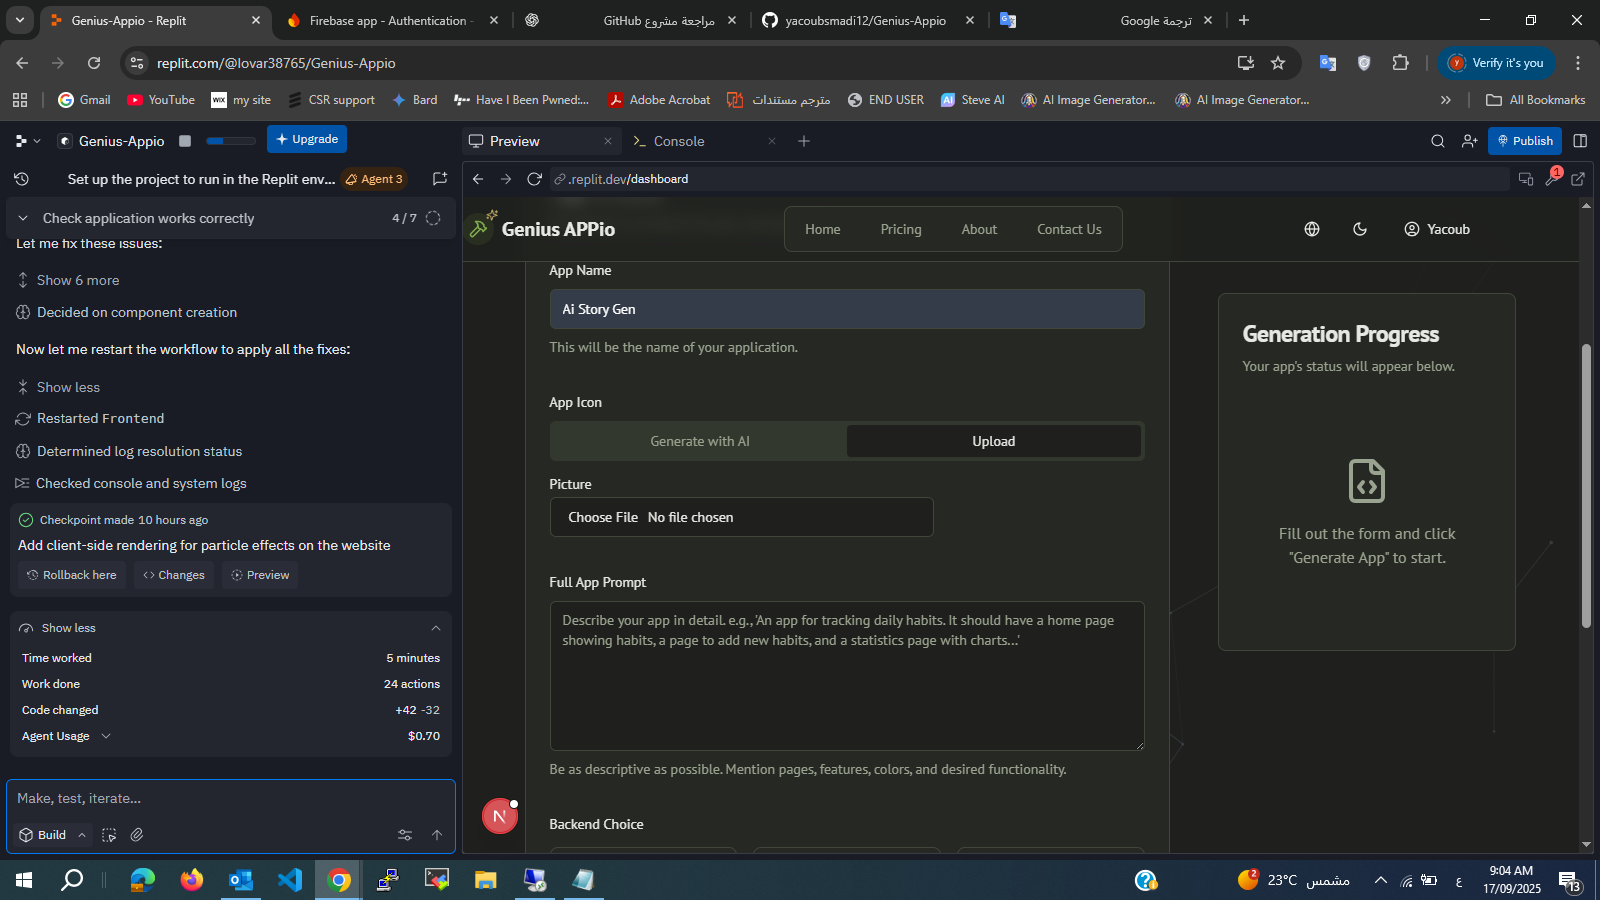 Genius-Appio - Replit
Firebase app - Authentication -
مراجعة مشروع GitHub
yacoubsmadi12/Genius-Appio
ترجمة Google
replit.com/@lovar38765/Genius-Appio
Verify it's you
Gmail
YouTube
WIX
my site
CSR support
Bard
Have I Been Pwned:...
Adobe Acrobat
مترجم مستندات
END USER
Steve AI
AI Image Generator...
AI Image Generator...
All Bookmarks
Genius-Appio
Upgrade
Preview
Console
Publish
Set up the project to run in the Replit env...
Agent 3
.replit.dev/dashboard
1
Check application works correctly
4 / 7
Let me fix these issues:
Show 6 more
Decided on component creation
Now let me restart the workflow to apply all the fixes:
Show less
Restarted Frontend
Determined log resolution status
Checked console and system logs
Checkpoint made 10 hours ago
Add client-side rendering for particle effects on the website
Rollback here
Changes
Preview
Show less
Time worked
5 minutes
Work done
24 actions
Code changed
+42 -32
Agent Usage
$0.70
Make, test, iterate...
Build
Genius APPio
Home
Pricing
About
Contact Us
Yacoub
App Name
Ai Story Gen
This will be the name of your application.
App Icon
Generate with AI
Upload
Picture
Choose File No file chosen
Full App Prompt
Describe your app in detail. e.g., 'An app for tracking daily habits. It should have a home page
showing habits, a page to add new habits, and a statistics page with charts...'
Be as descriptive as possible. Mention pages, features, colors, and desired functionality.
Backend Choice
N
Generation Progress
Your app's status will appear below.
Fill out the form and click
"Generate App" to start.
2
23°C مشمس
ع
9:04 AM
17/09/2025
13